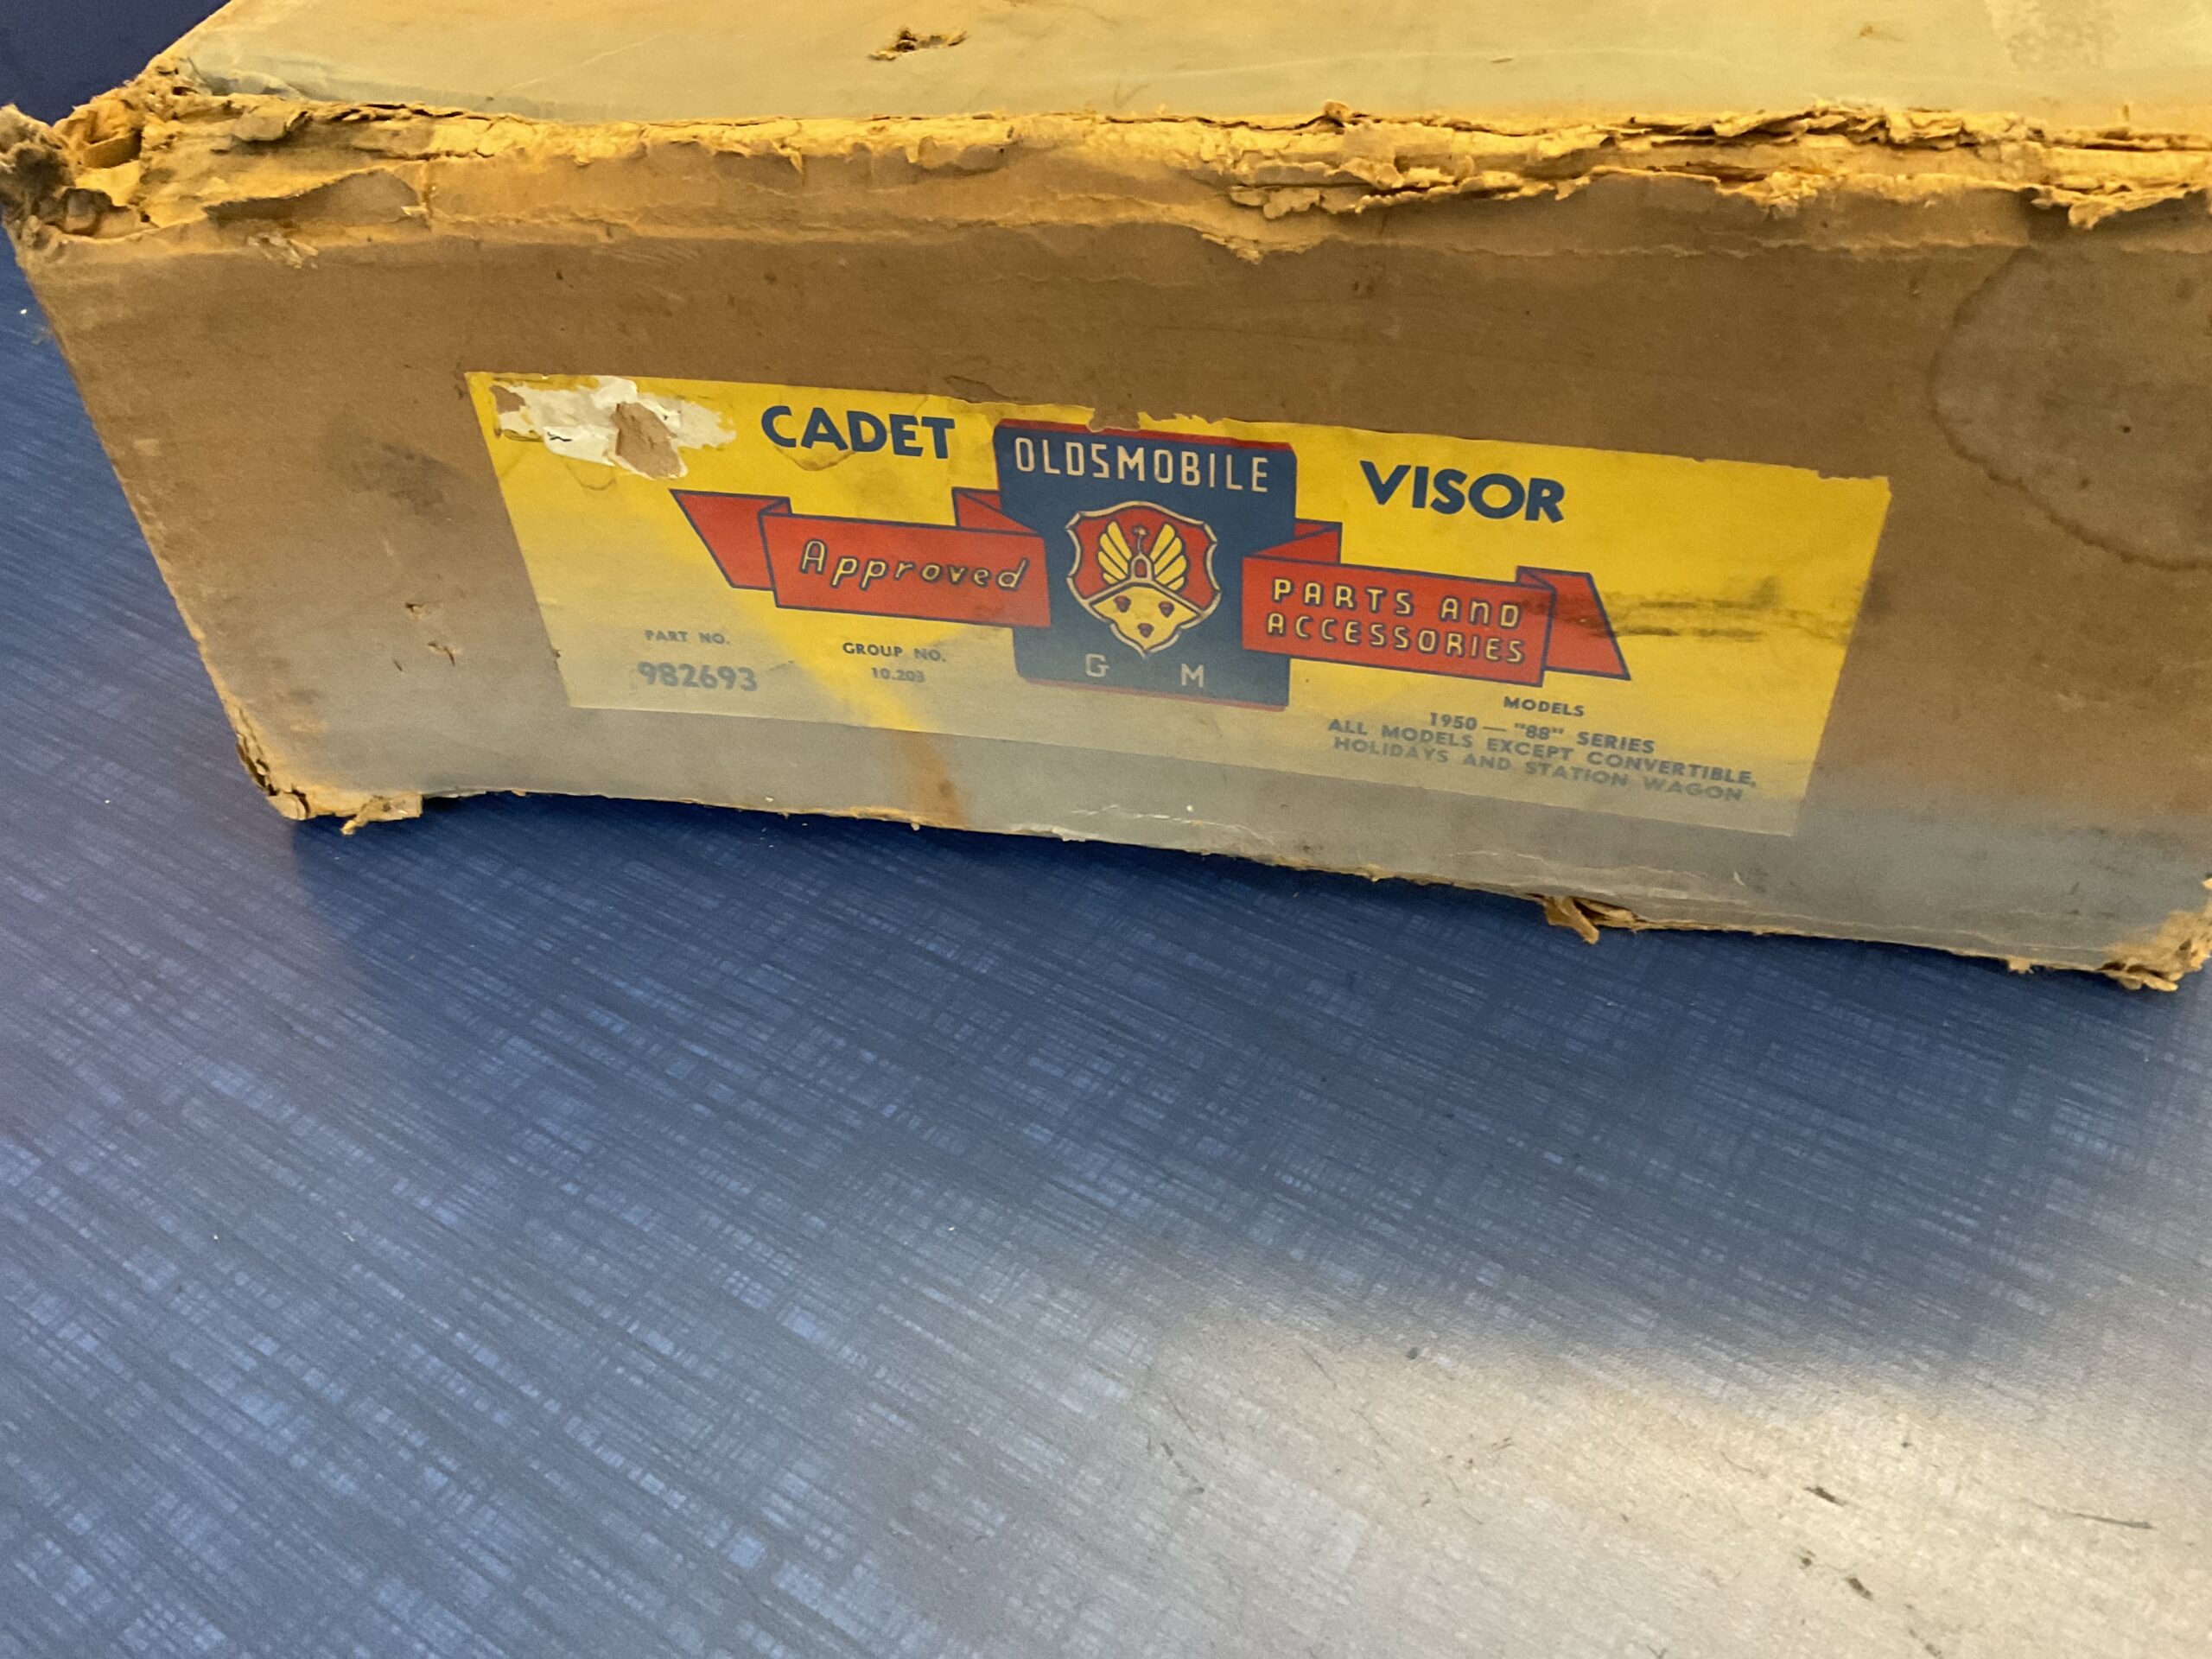 CADET VISOR
OLDSMOBILE
Approved
PARTS AND
ACCESSORIES
G M
PART NO.
982693
GROUP NO.
10.203
MODELS
1950 — "88" SERIES
ALL MODELS EXCEPT CONVERTIBLE,
HOLIDAYS AND STATION WAGON